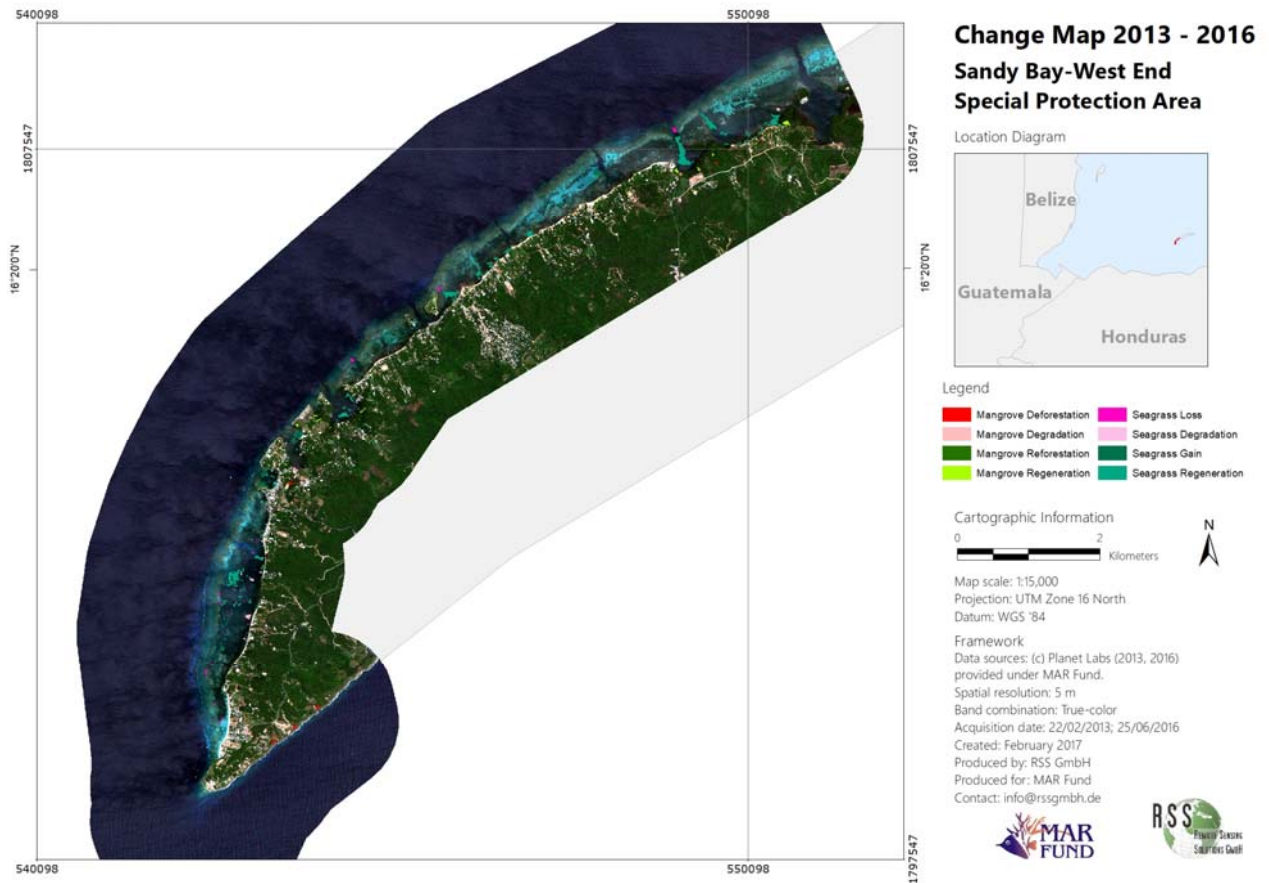 540098
550098
Change Map 2013 - 2016
Sandy Bay-West End
Special Protection Area
Location Diagram
1807547
1807547
16°20'0"N
16°20'0"N
Belize
Guatemala
Honduras
Legend
Mangrove Deforestation
Seagrass Loss
Mangrove Degradation
Seagrass Degradation
Mangrove Reforestation
Seagrass Gain
Mangrove Regeneration
Seagrass Regeneration
Cartographic Information
N
0 2
Kilometers
Map scale: 1:15,000
Projection: UTM Zone 16 North
Datum: WGS '84
Framework
Data sources: (c) Planet Labs (2013, 2016)
provided under MAR Fund.
Spatial resolution: 5 m
Band combination: True-color
Acquisition date: 22/02/2013; 25/06/2016
Created: February 2017
Produced by: RSS GmbH
Produced for: MAR Fund
Contact: info@rssgmbh.de
MAR
FUND
RSS
Remote Sensing
Solutions GmbH
1797547
540098
550098